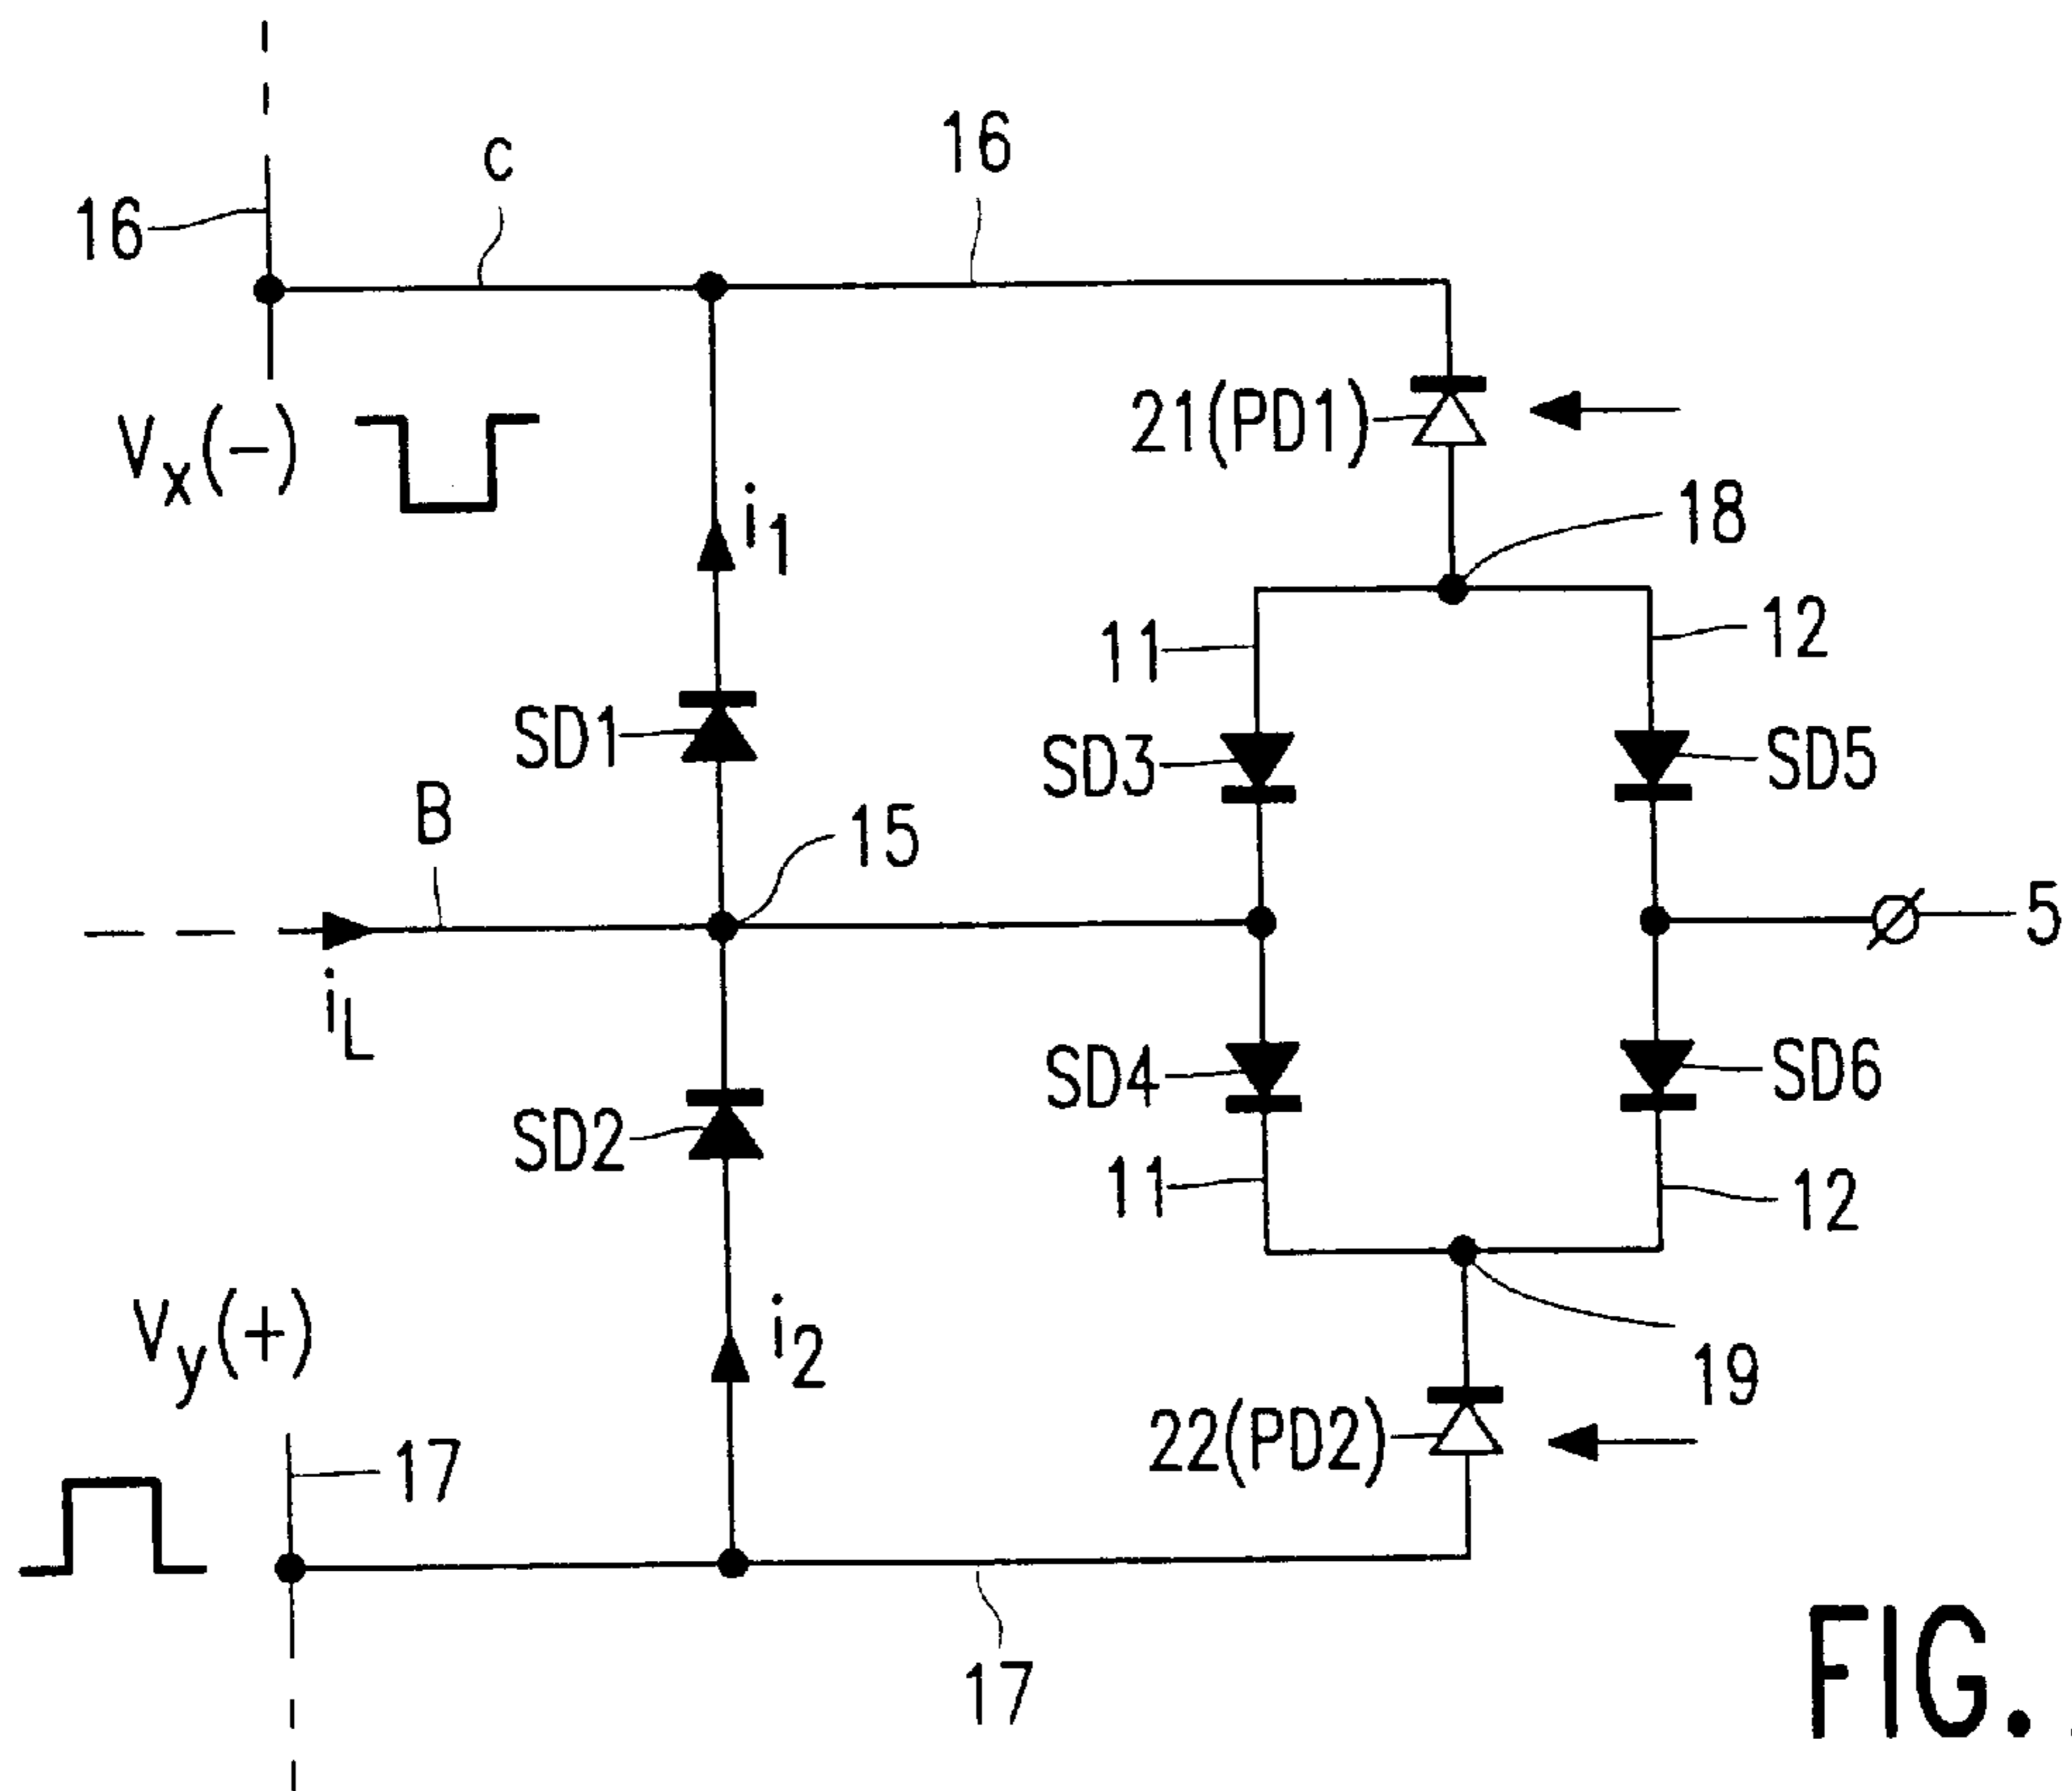 c
16
16
Vx(-)
21(PD1)
i1
18
11
12
SD1
SD3
SD5
B
15
5
iL
SD4
SD6
SD2
11
12
Vy(+)
i2
19
22(PD2)
17
17
FIG.